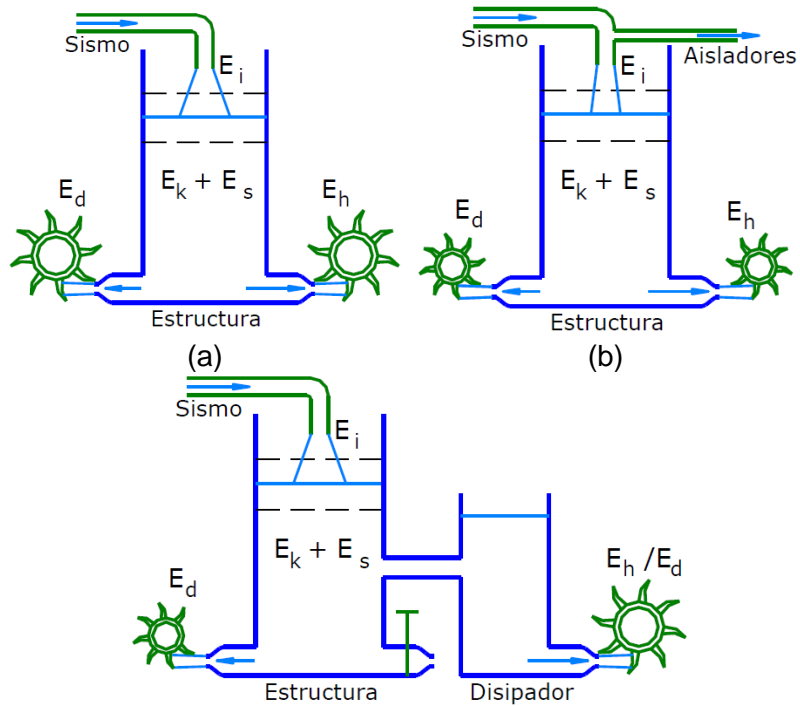 Sismo
E i
E k + E s
E d
E h
Estructura
(a)
Sismo
Aisladores
E i
E k + E s
E d
E h
Estructura
(b)
Sismo
E i
E k + E s
E d
E h / E d
Estructura
Disipador